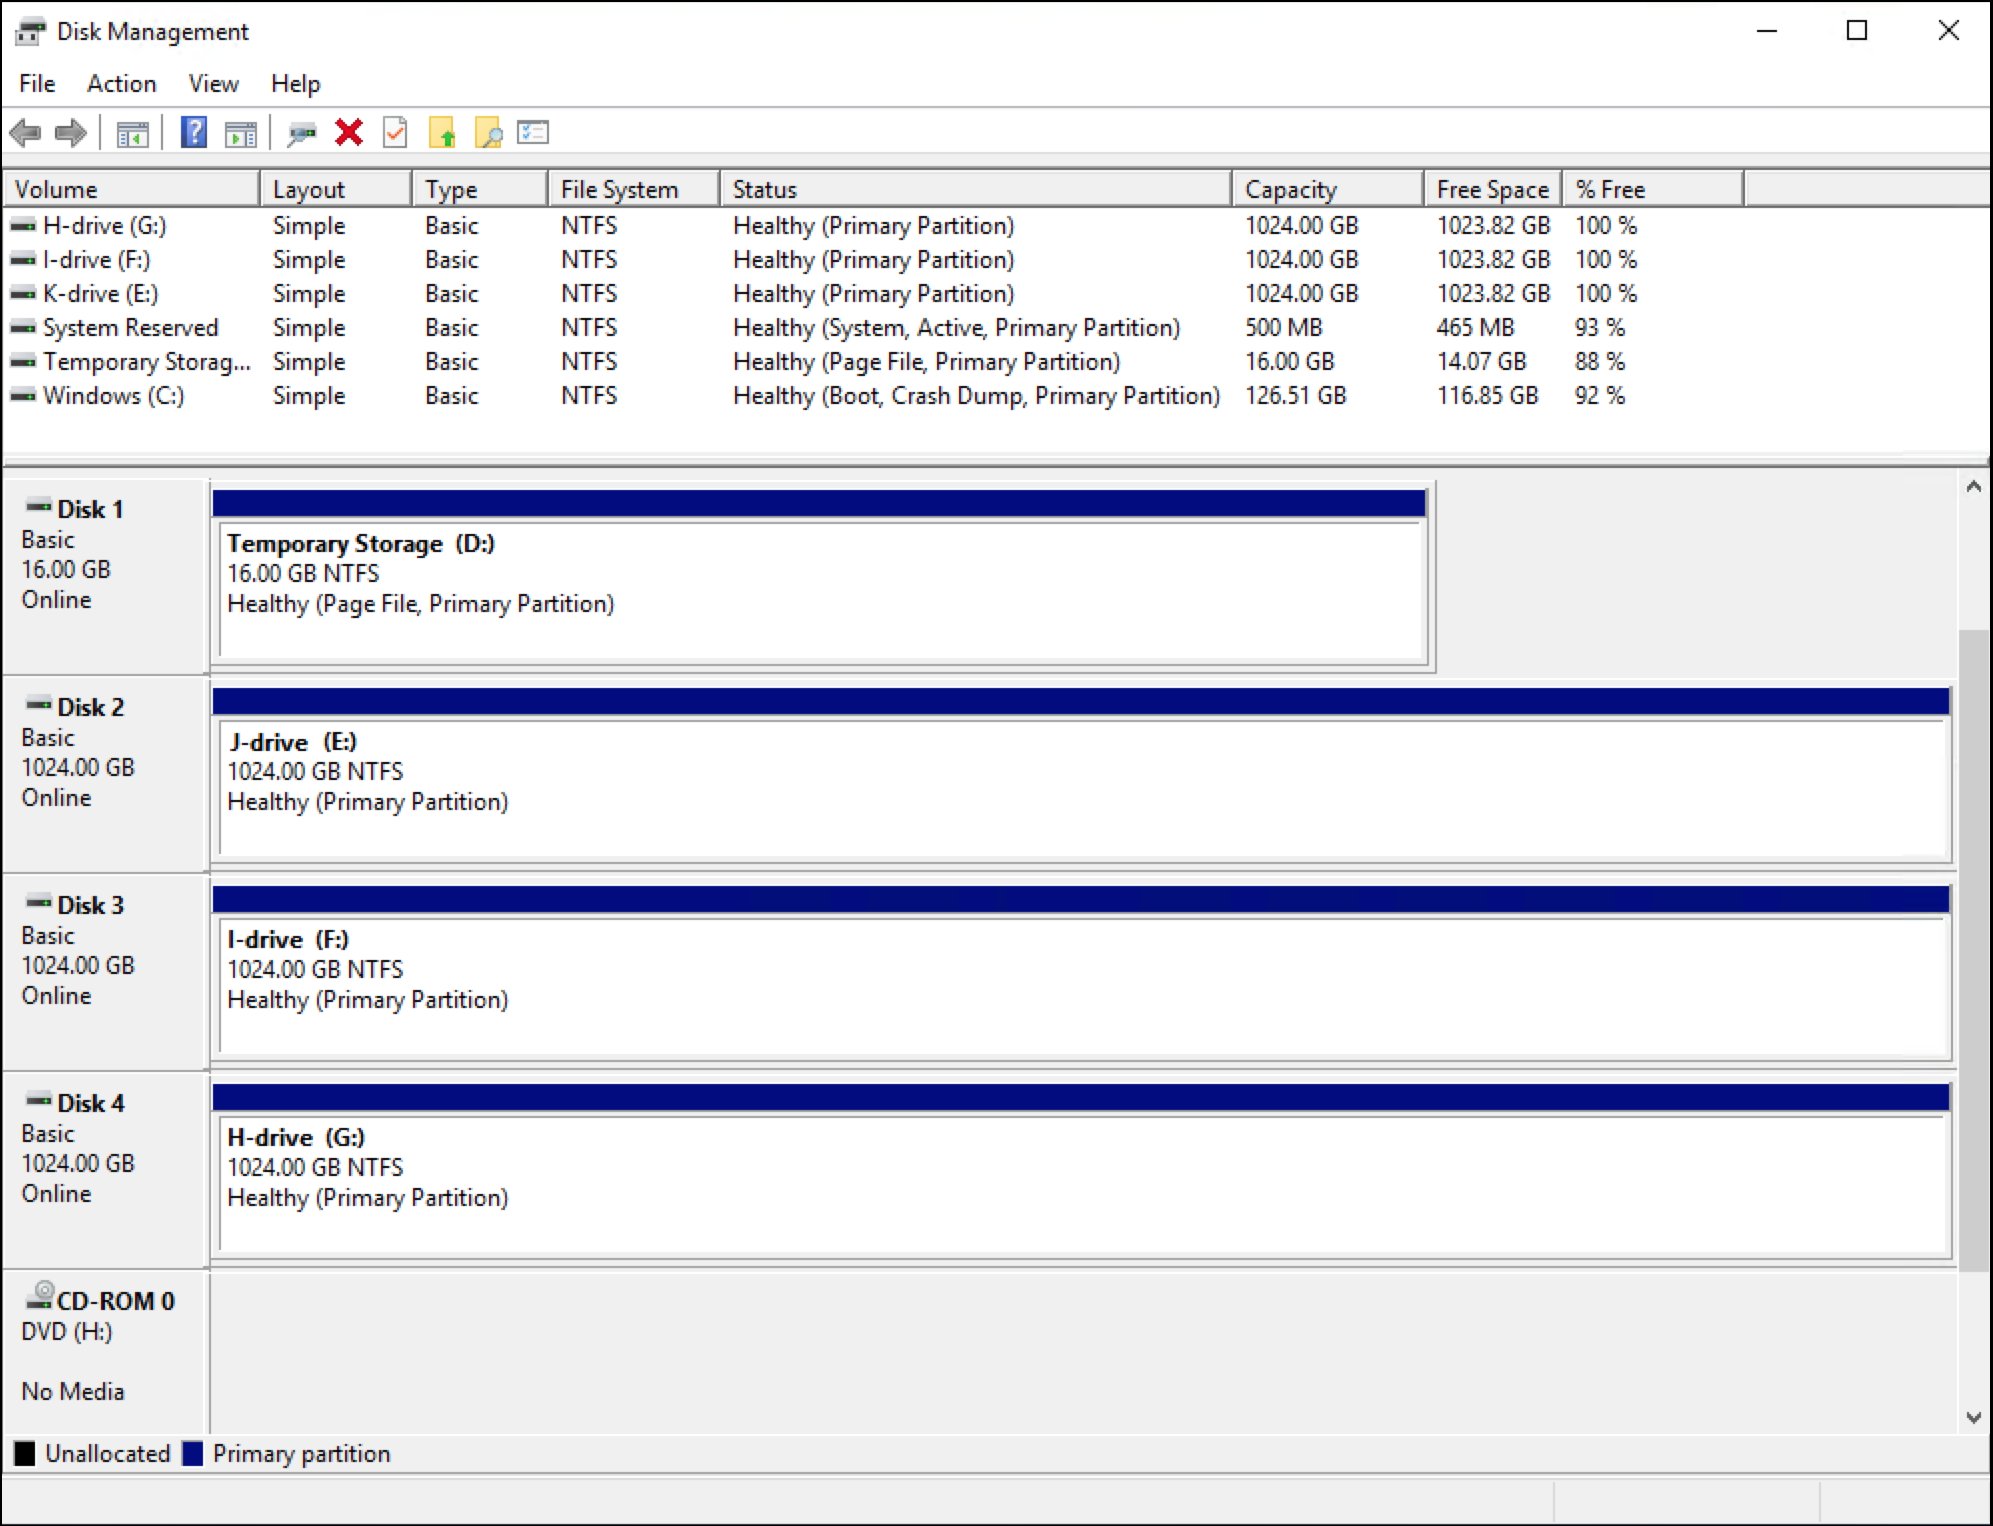 Disk Management
File Action View Help
Volume Layout Type File System Status Capacity Free Space % Free
H-drive (G:) Simple Basic NTFS Healthy (Primary Partition) 1024.00 GB 1023.82 GB 100 %
I-drive (F:) Simple Basic NTFS Healthy (Primary Partition) 1024.00 GB 1023.82 GB 100 %
K-drive (E:) Simple Basic NTFS Healthy (Primary Partition) 1024.00 GB 1023.82 GB 100 %
System Reserved Simple Basic NTFS Healthy (System, Active, Primary Partition) 500 MB 465 MB 93 %
Temporary Storag... Simple Basic NTFS Healthy (Page File, Primary Partition) 16.00 GB 14.07 GB 88 %
Windows (C:) Simple Basic NTFS Healthy (Boot, Crash Dump, Primary Partition) 126.51 GB 116.85 GB 92 %
Disk 1
Basic
16.00 GB
Online
Temporary Storage (D:)
16.00 GB NTFS
Healthy (Page File, Primary Partition)
Disk 2
Basic
1024.00 GB
Online
J-drive (E:)
1024.00 GB NTFS
Healthy (Primary Partition)
Disk 3
Basic
1024.00 GB
Online
I-drive (F:)
1024.00 GB NTFS
Healthy (Primary Partition)
Disk 4
Basic
1024.00 GB
Online
H-drive (G:)
1024.00 GB NTFS
Healthy (Primary Partition)
CD-ROM 0
DVD (H:)
No Media
Unallocated Primary partition